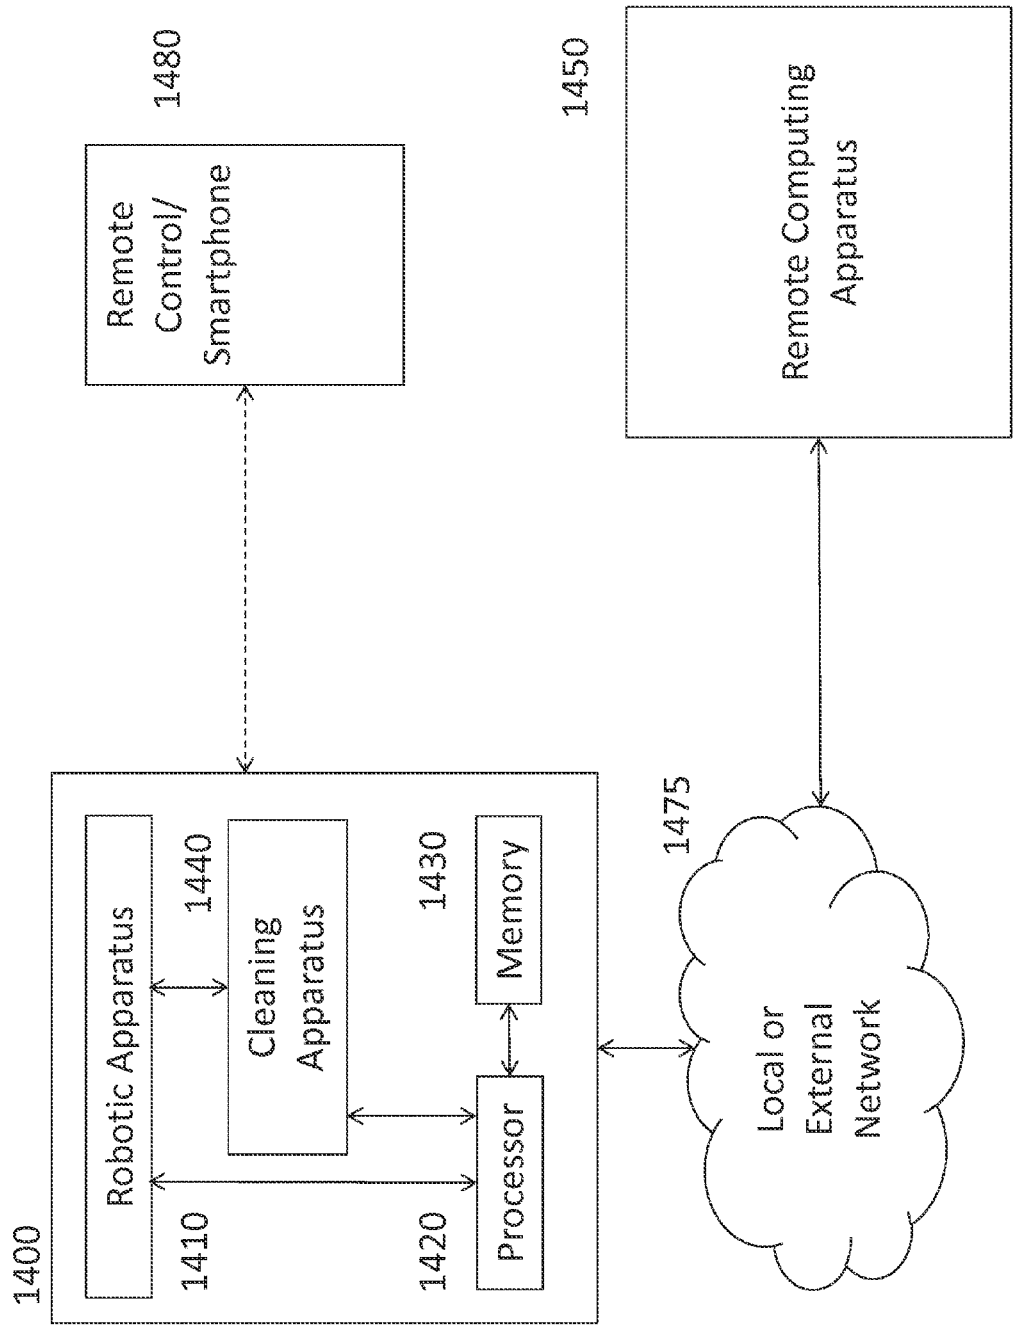 1400
Robotic Apparatus
1410
1440
Cleaning
Apparatus
1420
1430
Processor
Memory
Remote
Control/
Smartphone
1480
1475
Local or
External
Network
1450
Remote Computing
Apparatus